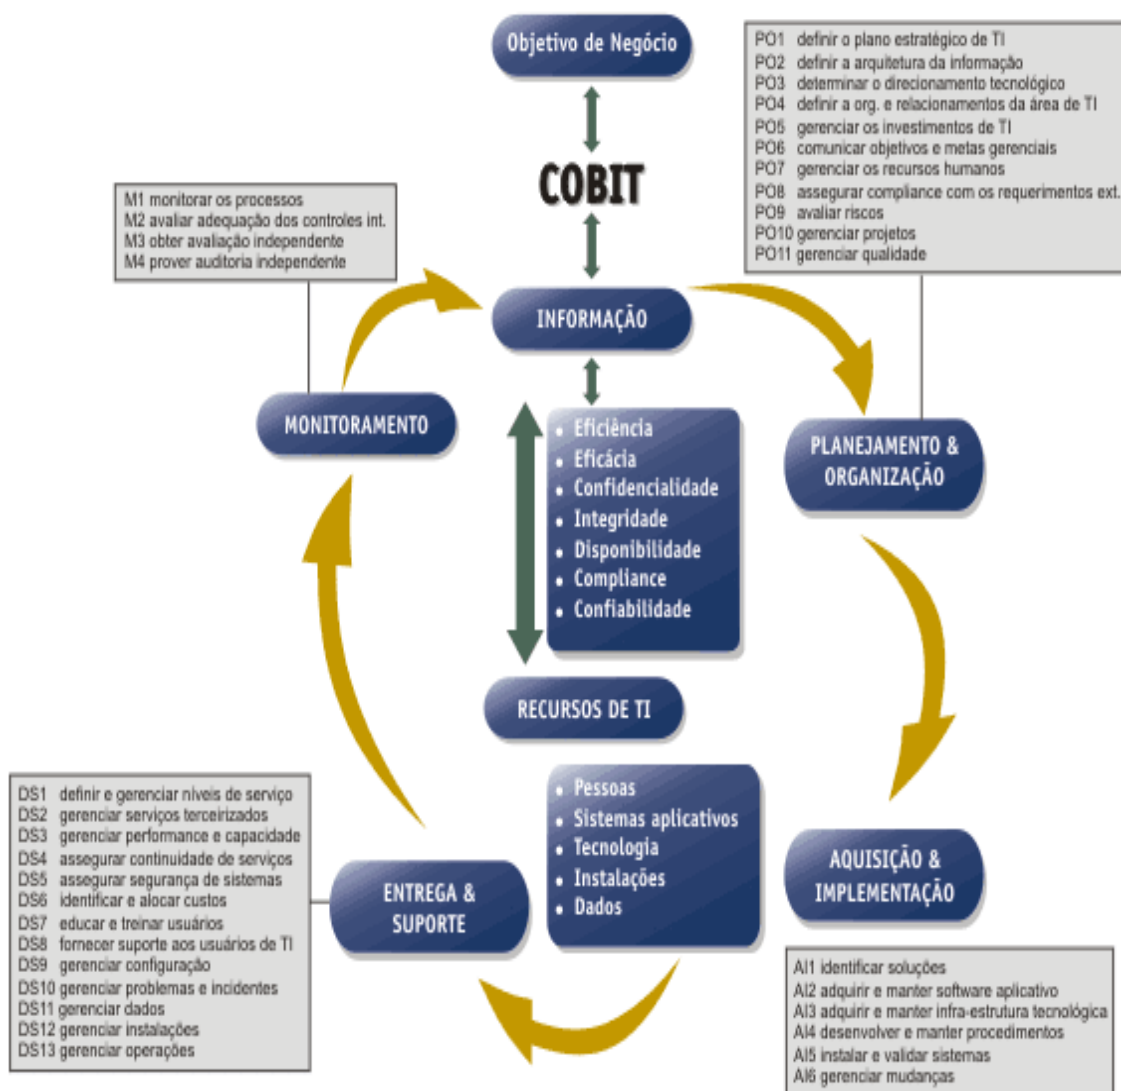 Objetivo de Negócio
COBIT
INFORMAÇÃO
PO1 definir o plano estratégico de TI
PO2 definir a arquitetura da informação
PO3 determinar o direcionamento tecnológico
PO4 definir a org. e relacionamentos da área de TI
PO5 gerenciar os investimentos de TI
PO6 comunicar objetivos e metas gerenciais
PO7 gerenciar os recursos humanos
PO8 assegurar compliance com os requerimentos ext.
PO9 avaliar riscos
PO10 gerenciar projetos
PO11 gerenciar qualidade
M1 monitorar os processos
M2 avaliar adequação dos controles int.
M3 obter avaliação independente
M4 prover auditoria independente
MONITORAMENTO
• Eficiência
• Eficácia
• Confidencialidade
• Integridade
• Disponibilidade
• Compliance
• Confiabilidade
PLANEJAMENTO &
ORGANIZAÇÃO
RECURSOS DE TI
• Pessoas
• Sistemas aplicativos
• Tecnologia
• Instalações
• Dados
DS1 definir e gerenciar níveis de serviço
DS2 gerenciar serviços terceirizados
DS3 gerenciar performance e capacidade
DS4 assegurar continuidade de serviços
DS5 assegurar segurança de sistemas
DS6 identificar e alocar custos
DS7 educar e treinar usuários
DS8 fornecer suporte aos usuários de TI
DS9 gerenciar configuração
DS10 gerenciar problemas e incidentes
DS11 gerenciar dados
DS12 gerenciar instalações
DS13 gerenciar operações
ENTREGA &
SUPORTE
AQUISIÇÃO &
IMPLEMENTAÇÃO
AI1 identificar soluções
AI2 adquirir e manter software aplicativo
AI3 adquirir e manter infra-estrutura tecnológica
AI4 desenvolver e manter procedimentos
AI5 instalar e validar sistemas
AI6 gerenciar mudanças